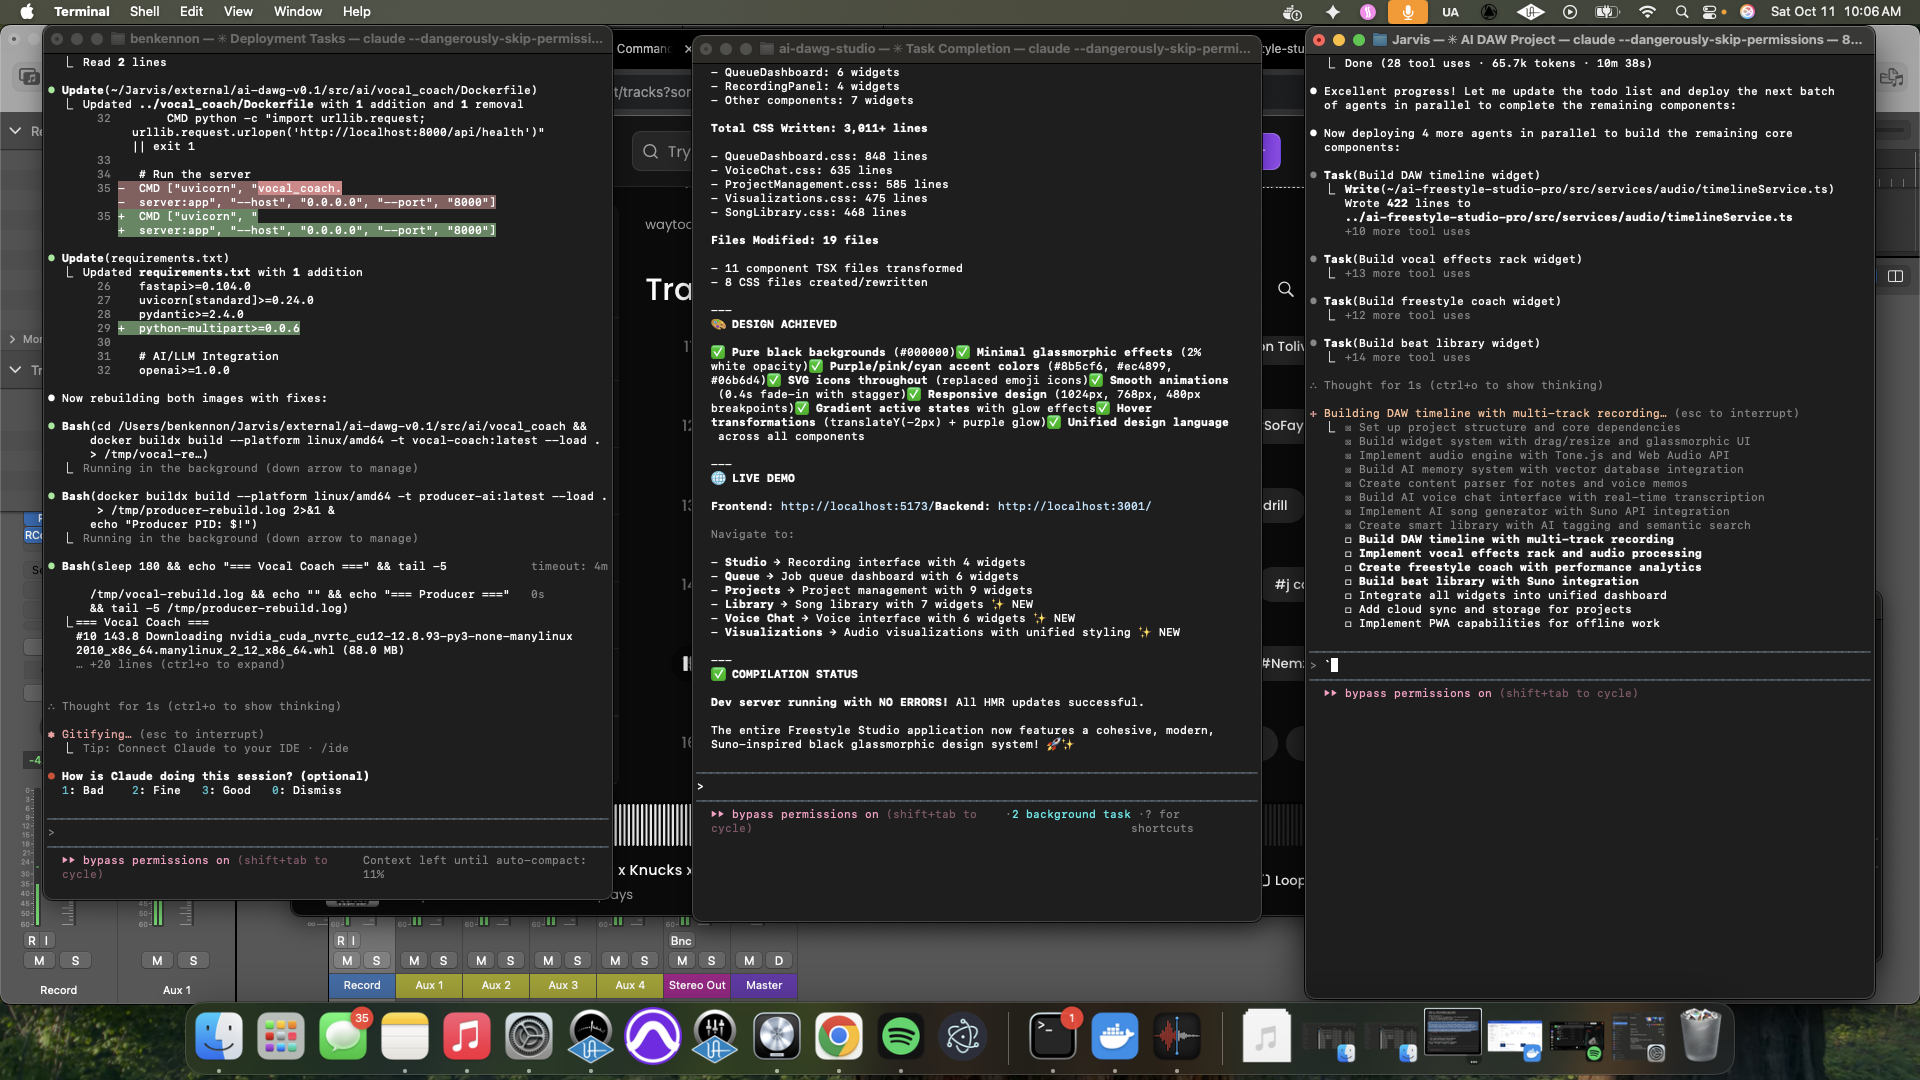 Terminal Shell Edit View Window Help
UA Sat Oct 11 10:06 AM
benkennon — ✳ Deployment Tasks — claude --dangerously-skip-permissi...
⎿ Read 2 lines
● Update(~/Jarvis/external/ai-dawg-v0.1/src/ai/vocal_coach/Dockerfile)
⎿ Updated ../vocal_coach/Dockerfile with 1 addition and 1 removal
32 CMD python -c "import urllib.request;
urllib.request.urlopen('http://localhost:8000/api/health')"
|| exit 1
33
34 # Run the server
35 - CMD ["uvicorn", "vocal_coach.
- server:app", "--host", "0.0.0.0", "--port", "8000"]
35 + CMD ["uvicorn", "
+ server:app", "--host", "0.0.0.0", "--port", "8000"]
● Update(requirements.txt)
⎿ Updated requirements.txt with 1 addition
26 fastapi>=0.104.0
27 uvicorn[standard]>=0.24.0
28 pydantic>=2.4.0
29 + python-multipart>=0.0.6
30
31 # AI/LLM Integration
32 openai>=1.0.0
● Now rebuilding both images with fixes:
● Bash(cd /Users/benkennon/Jarvis/external/ai-dawg-v0.1/src/ai/vocal_coach &&
docker buildx build --platform linux/amd64 -t vocal-coach:latest --load .
> /tmp/vocal-re…)
⎿ Running in the background (down arrow to manage)
● Bash(docker buildx build --platform linux/amd64 -t producer-ai:latest --load .
> /tmp/producer-rebuild.log 2>&1 &
echo "Producer PID: $!")
⎿ Running in the background (down arrow to manage)
● Bash(sleep 180 && echo "=== Vocal Coach ===" && tail -5 timeout: 4m
/tmp/vocal-rebuild.log && echo "" && echo "=== Producer ===" 0s
&& tail -5 /tmp/producer-rebuild.log)
⎿ === Vocal Coach ===
#10 143.8 Downloading nvidia_cuda_nvrtc_cu12-12.8.93-py3-none-manylinux
2010_x86_64.manylinux_2_12_x86_64.whl (88.0 MB)
… +20 lines (ctrl+o to expand)
∴ Thought for 1s (ctrl+o to show thinking)
✽ Gitifying… (esc to interrupt)
⎿ Tip: Connect Claude to your IDE · /ide
● How is Claude doing this session? (optional)
1: Bad 2: Fine 3: Good 0: Dismiss
>
⏵⏵ bypass permissions on (shift+tab to cycle) Context left until auto-compact: 11%
ai-dawg-studio — ✳ Task Completion — claude --dangerously-skip-permi...
- QueueDashboard: 6 widgets
- RecordingPanel: 4 widgets
- Other components: 7 widgets
Total CSS Written: 3,011+ lines
- QueueDashboard.css: 848 lines
- VoiceChat.css: 635 lines
- ProjectManagement.css: 585 lines
- Visualizations.css: 475 lines
- SongLibrary.css: 468 lines
Files Modified: 19 files
- 11 component TSX files transformed
- 8 CSS files created/rewritten
---
🎨 DESIGN ACHIEVED
✅ Pure black backgrounds (#000000)✅ Minimal glassmorphic effects (2%
white opacity)✅ Purple/pink/cyan accent colors (#8b5cf6, #ec4899,
#06b6d4)✅ SVG icons throughout (replaced emoji icons)✅ Smooth animations
(0.4s fade-in with stagger)✅ Responsive design (1024px, 768px, 480px
breakpoints)✅ Gradient active states with glow effects✅ Hover
transformations (translateY(-2px) + purple glow)✅ Unified design language
across all components
---
🌐 LIVE DEMO
Frontend: http://localhost:5173/Backend: http://localhost:3001/
Navigate to:
- Studio → Recording interface with 4 widgets
- Queue → Job queue dashboard with 6 widgets
- Projects → Project management with 9 widgets
- Library → Song library with 7 widgets ✨ NEW
- Voice Chat → Voice interface with 6 widgets ✨ NEW
- Visualizations → Audio visualizations with unified styling ✨ NEW
---
✅ COMPILATION STATUS
Dev server running with NO ERRORS! All HMR updates successful.
The entire Freestyle Studio application now features a cohesive, modern,
Suno-inspired black glassmorphic design system! 🚀✨
>
⏵⏵ bypass permissions on (shift+tab to cycle) · 2 background task · ? for shortcuts
Jarvis — ✳ AI DAW Project — claude --dangerously-skip-permissions — 8...
⎿ Done (28 tool uses · 65.7k tokens · 10m 38s)
● Excellent progress! Let me update the todo list and deploy the next batch
of agents in parallel to complete the remaining components:
● Now deploying 4 more agents in parallel to build the remaining core
components:
● Task(Build DAW timeline widget)
⎿ Write(~/ai-freestyle-studio-pro/src/services/audio/timelineService.ts)
Wrote 422 lines to
../ai-freestyle-studio-pro/src/services/audio/timelineService.ts
+10 more tool uses
● Task(Build vocal effects rack widget)
⎿ +13 more tool uses
● Task(Build freestyle coach widget)
⎿ +12 more tool uses
● Task(Build beat library widget)
⎿ +14 more tool uses
∴ Thought for 1s (ctrl+o to show thinking)
+ Building DAW timeline with multi-track recording… (esc to interrupt)
⎿ ☒ Set up project structure and core dependencies
☒ Build widget system with drag/resize and glassmorphic UI
☒ Implement audio engine with Tone.js and Web Audio API
☒ Build AI memory system with vector database integration
☒ Create content parser for notes and voice memos
☒ Build AI voice chat interface with real-time transcription
☒ Implement AI song generator with Suno API integration
☒ Create smart library with AI tagging and semantic search
☐ Build DAW timeline with multi-track recording
☐ Implement vocal effects rack and audio processing
☐ Create freestyle coach with performance analytics
☐ Build beat library with Suno integration
☐ Integrate all widgets into unified dashboard
☐ Add cloud sync and storage for projects
☐ Implement PWA capabilities for offline work
> `
⏵⏵ bypass permissions on (shift+tab to cycle)
Comman
t/tracks?sor
tyle-stu
Try
waytoo
Tra
on Toliv
SoFay
drill
#j co
#Nem
x Knucks x
ays
Loop
Re
Mor
Tr
R I
M S
Record
M S
Aux 1
R I
M S M S M S M S M S M S M D
Bnc
Record Aux 1 Aux 2 Aux 3 Aux 4 Stereo Out Master
35
1